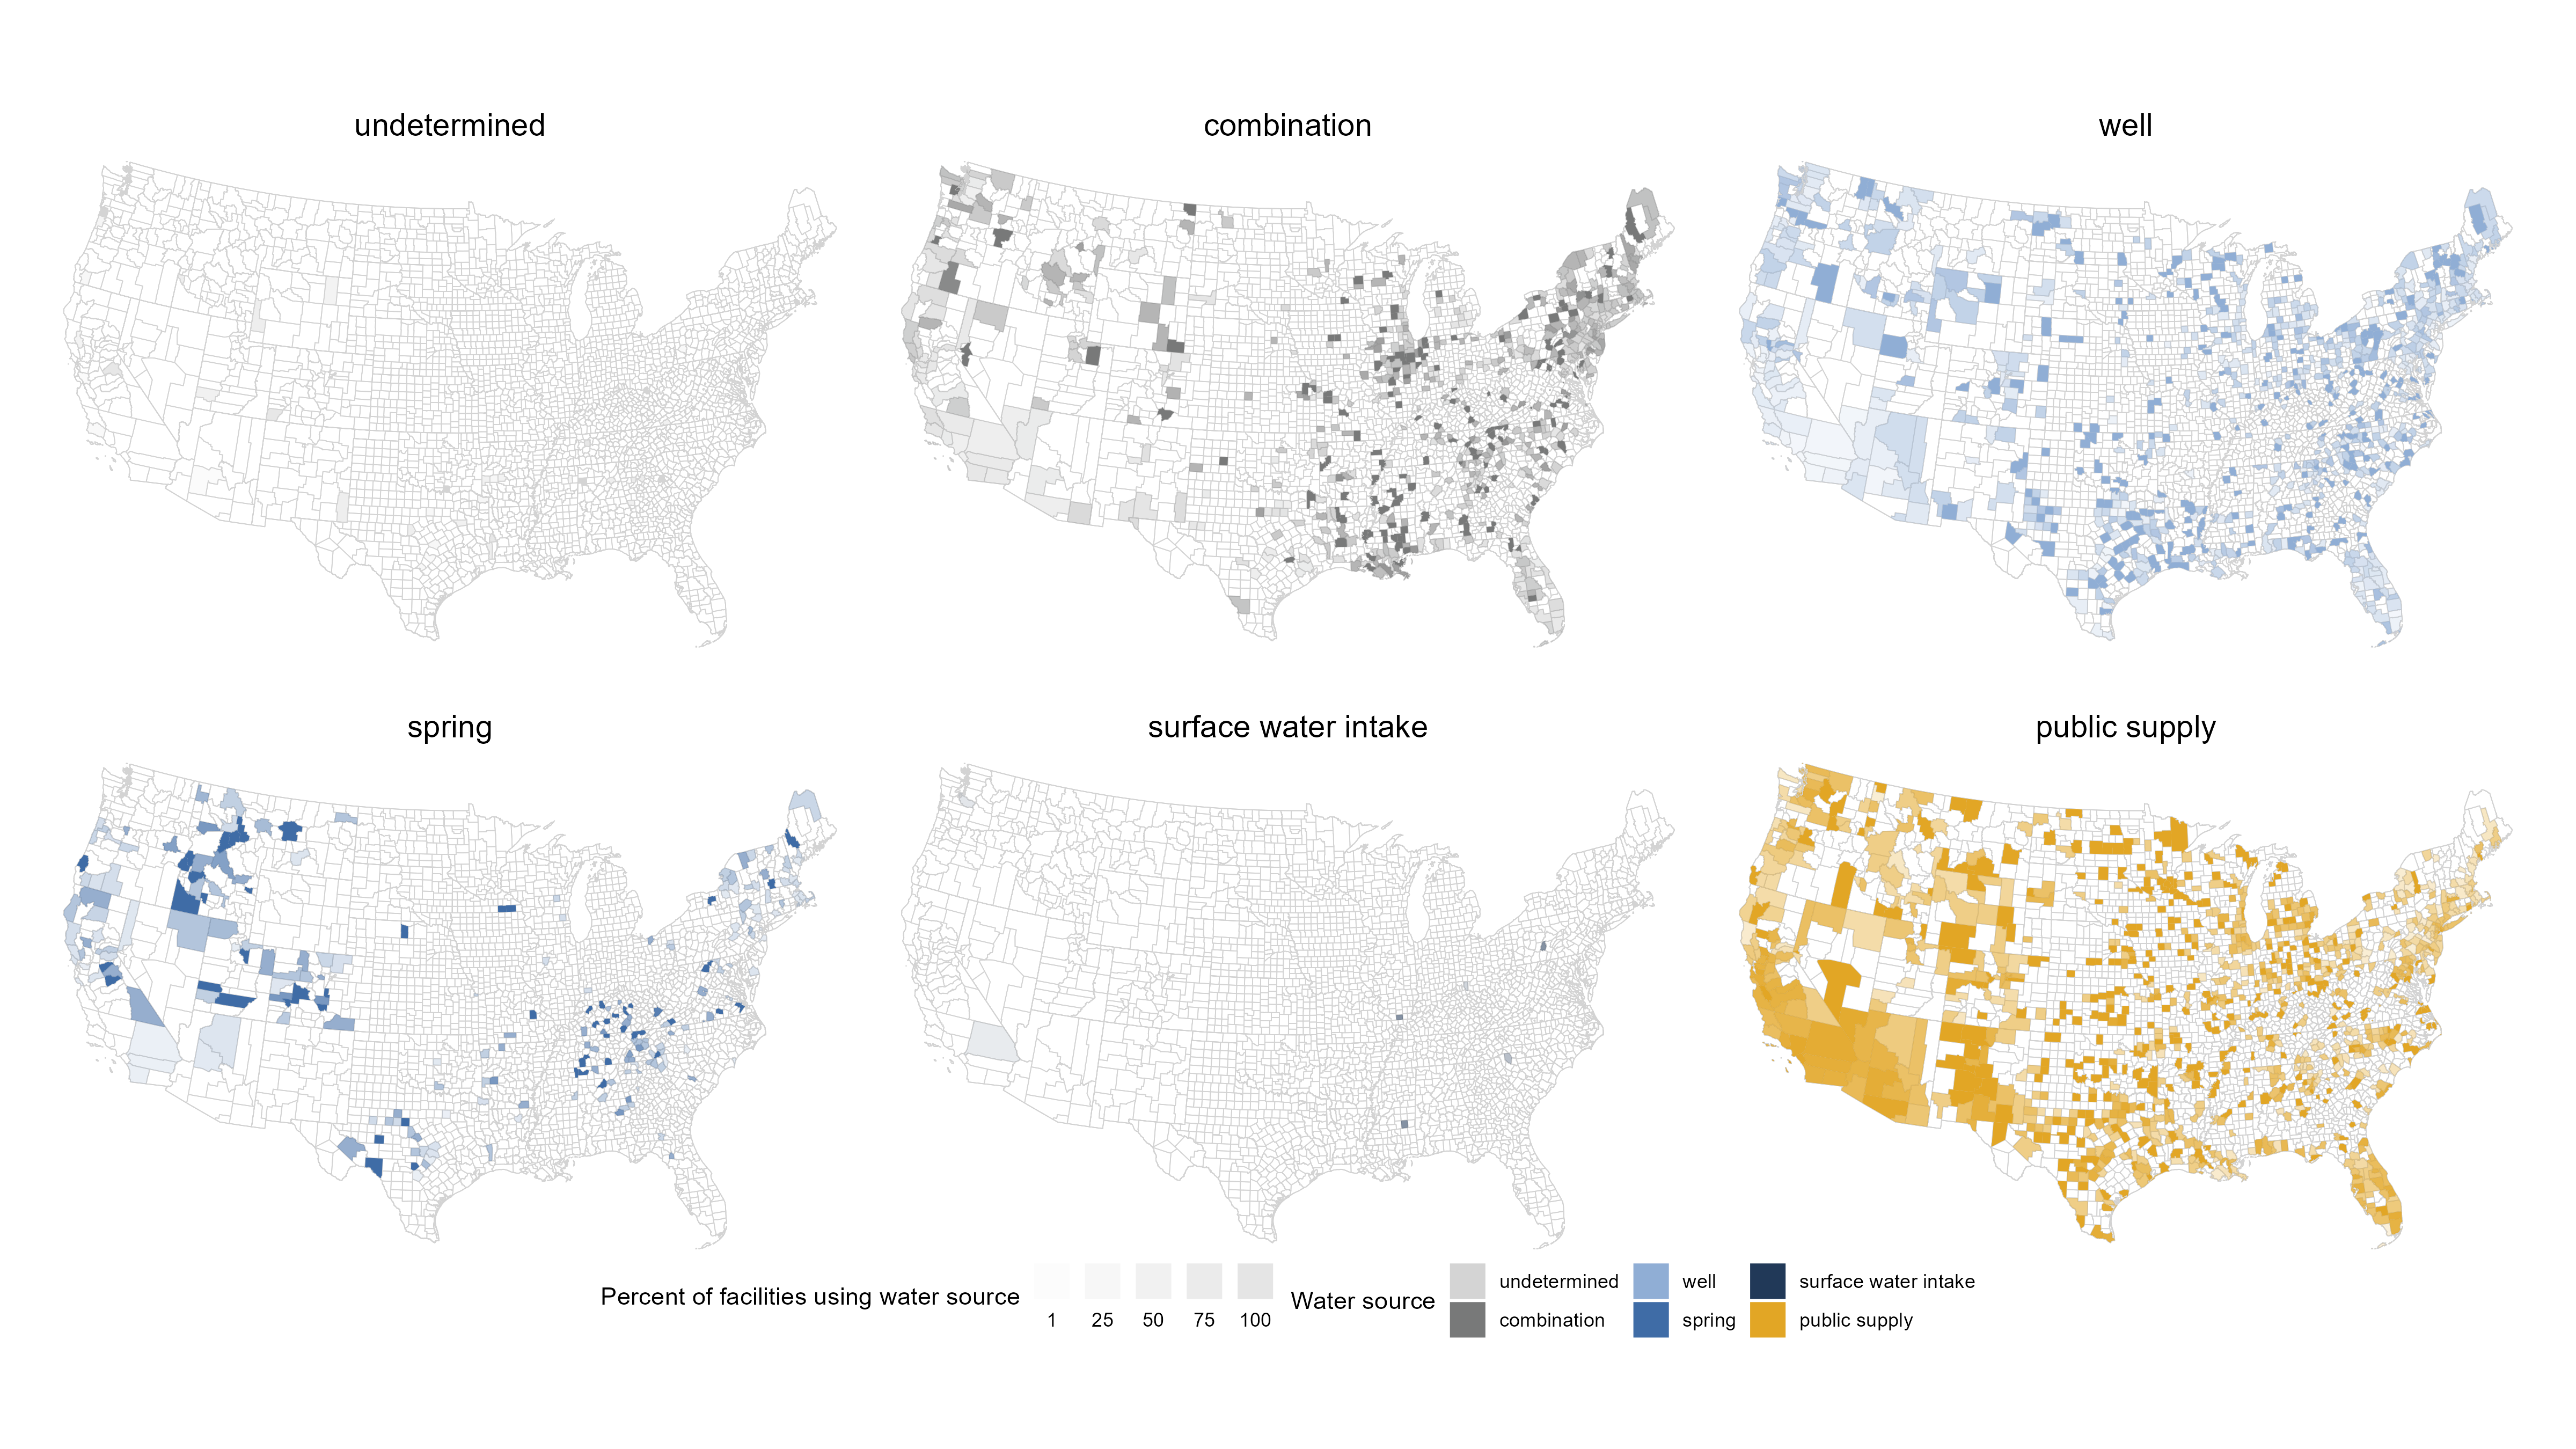 undetermined
combination
well
spring
surface water intake
public supply
Percent of facilities using water source
1 25 50 75 100
Water source
undetermined
combination
well
spring
surface water intake
public supply